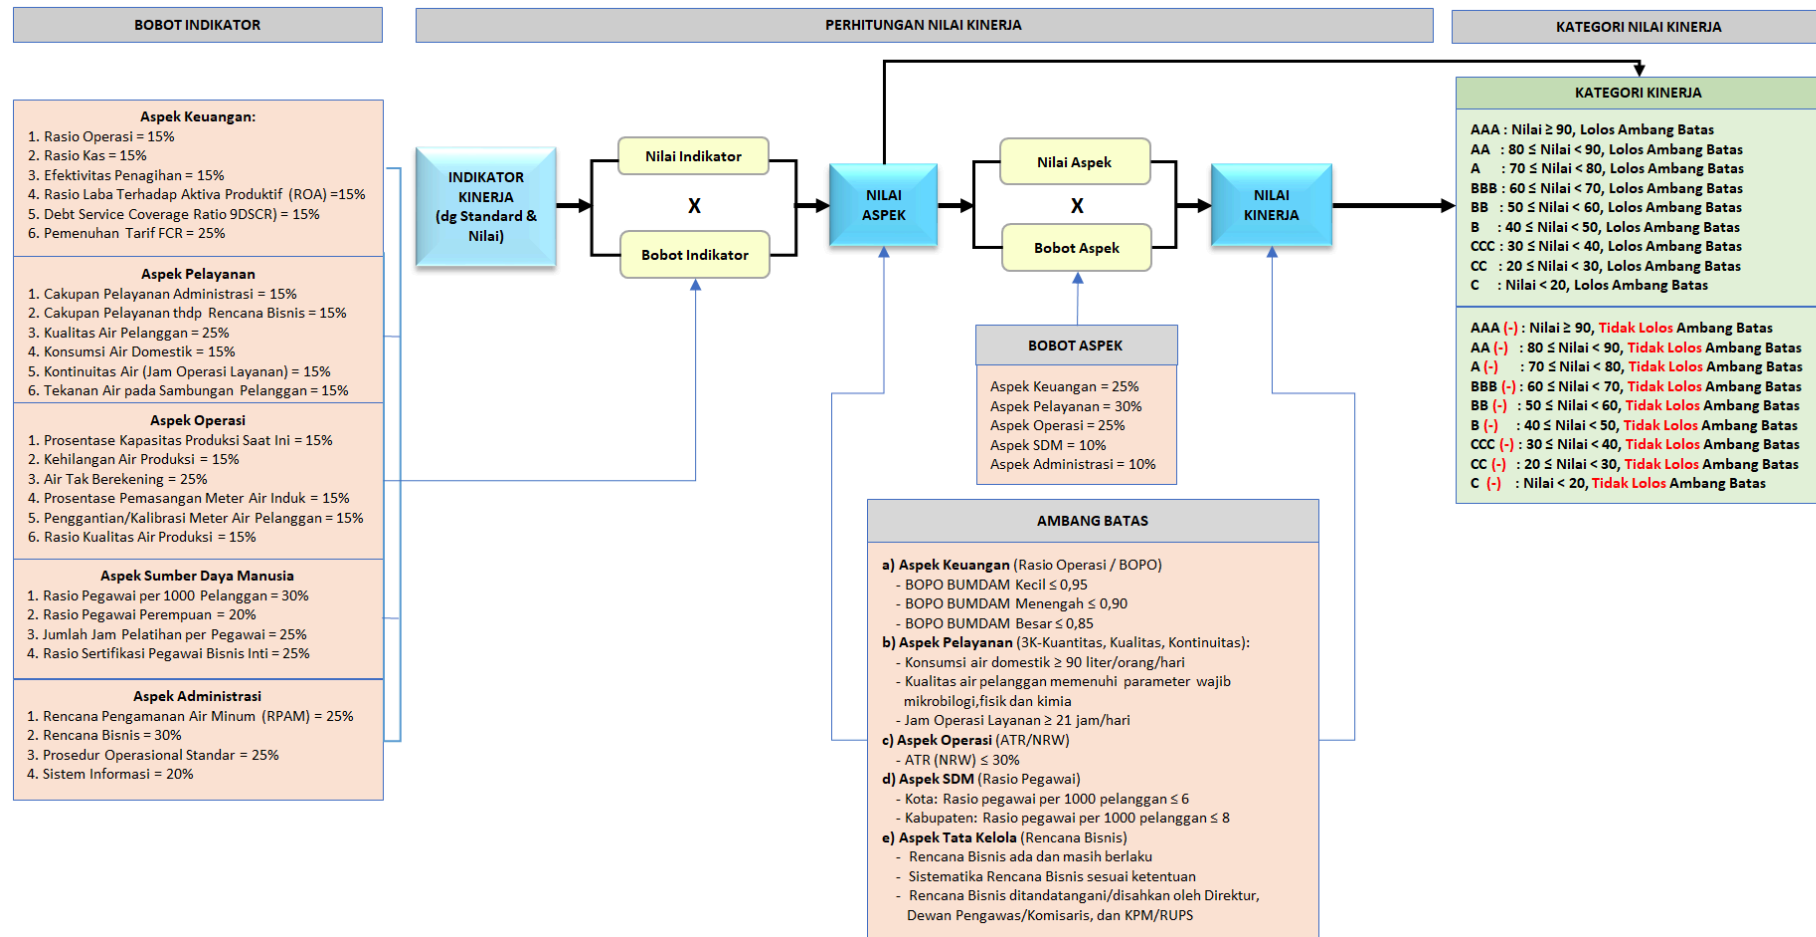 BOBOT INDIKATOR
PERHITUNGAN NILAI KINERJA
KATEGORI NILAI KINERJA
Aspek Keuangan:
1. Rasio Operasi = 15%
2. Rasio Kas = 15%
3. Efektivitas Penagihan = 15%
4. Rasio Laba Terhadap Aktiva Produktif (ROA) =15%
5. Debt Service Coverage Ratio 9DSCR) = 15%
6. Pemenuhan Tarif FCR = 25%
Aspek Pelayanan
1. Cakupan Pelayanan Administrasi = 15%
2. Cakupan Pelayanan thdp Rencana Bisnis = 15%
3. Kualitas Air Pelanggan = 25%
4. Konsumsi Air Domestik = 15%
5. Kontinuitas Air (Jam Operasi Layanan) = 15%
6. Tekanan Air pada Sambungan Pelanggan = 15%
Aspek Operasi
1. Prosentase Kapasitas Produksi Saat Ini = 15%
2. Kehilangan Air Produksi = 15%
3. Air Tak Berekening = 25%
4. Prosentase Pemasangan Meter Air Induk = 15%
5. Penggantian/Kalibrasi Meter Air Pelanggan = 15%
6. Rasio Kualitas Air Produksi = 15%
Aspek Sumber Daya Manusia
1. Rasio Pegawai per 1000 Pelanggan = 30%
2. Rasio Pegawai Perempuan = 20%
3. Jumlah Jam Pelatihan per Pegawai = 25%
4. Rasio Sertifikasi Pegawai Bisnis Inti = 25%
Aspek Administrasi
1. Rencana Pengamanan Air Minum (RPAM) = 25%
2. Rencana Bisnis = 30%
3. Prosedur Operasional Standar = 25%
4. Sistem Informasi = 20%
INDIKATOR
KINERJA
(dg Standard &
Nilai)
Nilai Indikator
X
Bobot Indikator
NILAI
ASPEK
Nilai Aspek
X
Bobot Aspek
NILAI
KINERJA
BOBOT ASPEK
Aspek Keuangan = 25%
Aspek Pelayanan = 30%
Aspek Operasi = 25%
Aspek SDM = 10%
Aspek Administrasi = 10%
AMBANG BATAS
a) Aspek Keuangan (Rasio Operasi / BOPO)
- BOPO BUMDAM Kecil ≤ 0,95
- BOPO BUMDAM Menengah ≤ 0,90
- BOPO BUMDAM Besar ≤ 0,85
b) Aspek Pelayanan (3K-Kuantitas, Kualitas, Kontinuitas):
- Konsumsi air domestik ≥ 90 liter/orang/hari
- Kualitas air pelanggan memenuhi parameter wajib
mikrobilogi,fisik dan kimia
- Jam Operasi Layanan ≥ 21 jam/hari
c) Aspek Operasi (ATR/NRW)
- ATR (NRW) ≤ 30%
d) Aspek SDM (Rasio Pegawai)
- Kota: Rasio pegawai per 1000 pelanggan ≤ 6
- Kabupaten: Rasio pegawai per 1000 pelanggan ≤ 8
e) Aspek Tata Kelola (Rencana Bisnis)
- Rencana Bisnis ada dan masih berlaku
- Sistematika Rencana Bisnis sesuai ketentuan
- Rencana Bisnis ditandatangani/disahkan oleh Direktur,
Dewan Pengawas/Komisaris, dan KPM/RUPS
KATEGORI KINERJA
AAA : Nilai ≥ 90, Lolos Ambang Batas
AA : 80 ≤ Nilai < 90, Lolos Ambang Batas
A : 70 ≤ Nilai < 80, Lolos Ambang Batas
BBB : 60 ≤ Nilai < 70, Lolos Ambang Batas
BB : 50 ≤ Nilai < 60, Lolos Ambang Batas
B : 40 ≤ Nilai < 50, Lolos Ambang Batas
CCC : 30 ≤ Nilai < 40, Lolos Ambang Batas
CC : 20 ≤ Nilai < 30, Lolos Ambang Batas
C : Nilai < 20, Lolos Ambang Batas
AAA (-) : Nilai ≥ 90, Tidak Lolos Ambang Batas
AA (-) : 80 ≤ Nilai < 90, Tidak Lolos Ambang Batas
A (-) : 70 ≤ Nilai < 80, Tidak Lolos Ambang Batas
BBB (-) : 60 ≤ Nilai < 70, Tidak Lolos Ambang Batas
BB (-) : 50 ≤ Nilai < 60, Tidak Lolos Ambang Batas
B (-) : 40 ≤ Nilai < 50, Tidak Lolos Ambang Batas
CCC (-) : 30 ≤ Nilai < 40, Tidak Lolos Ambang Batas
CC (-) : 20 ≤ Nilai < 30, Tidak Lolos Ambang Batas
C (-) : Nilai < 20, Tidak Lolos Ambang Batas